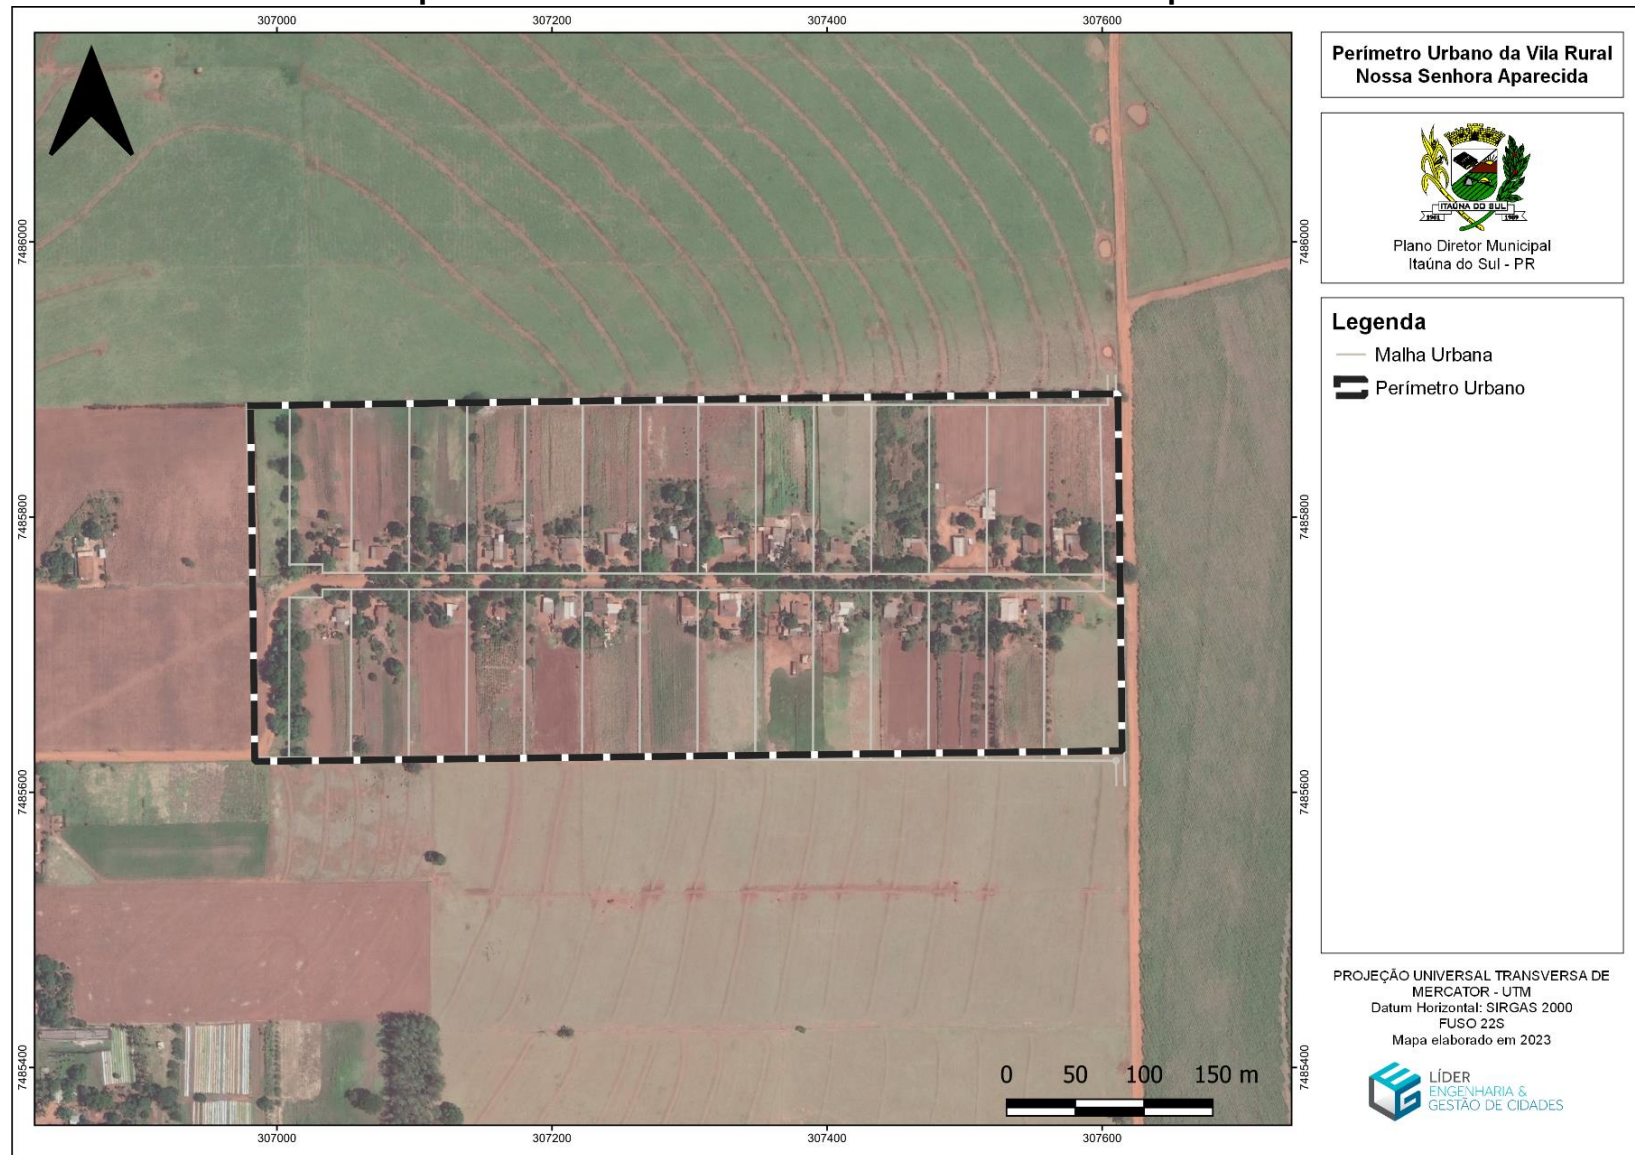 307000
307200
307400
307600
7486000
7485800
7485600
7485400
7486000
7485800
7485600
7485400
0 50 100 150 m
307000
307200
307400
307600
Perímetro Urbano da Vila Rural
Nossa Senhora Aparecida
ITAÚNA DO SUL
Plano Diretor Municipal
Itaúna do Sul - PR
Legenda
Malha Urbana
Perímetro Urbano
PROJEÇÃO UNIVERSAL TRANSVERSA DE
MERCATOR - UTM
Datum Horizontal: SIRGAS 2000
FUSO 22S
Mapa elaborado em 2023
LÍDER
ENGENHARIA &
GESTÃO DE CIDADES